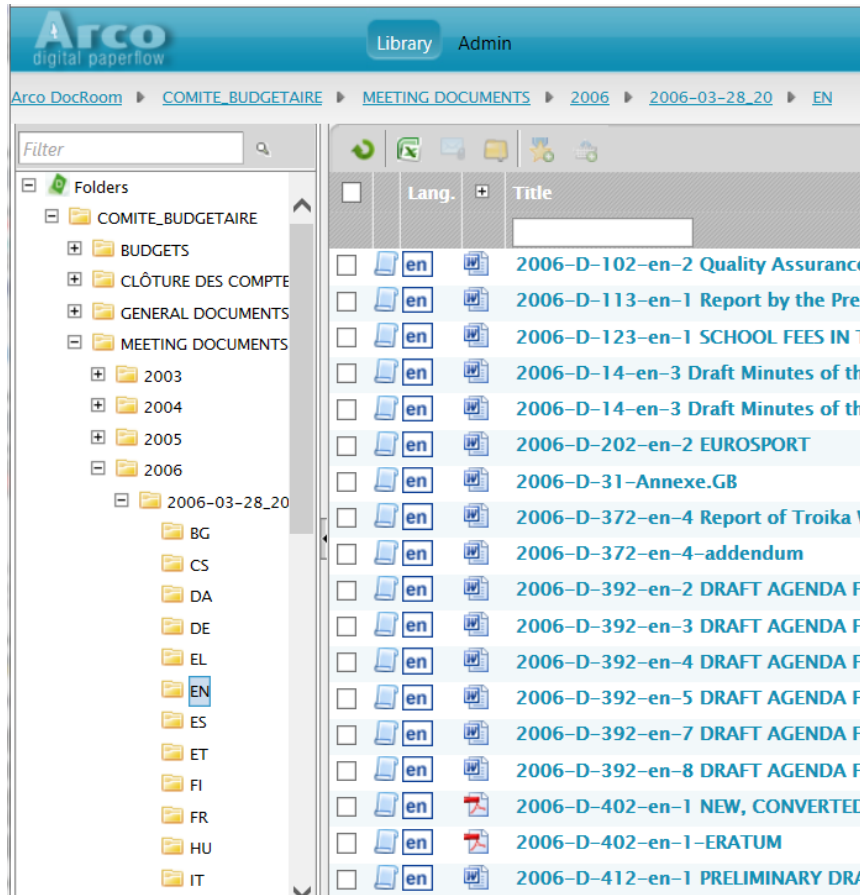 Arco
digital paperflow
Library Admin
Arco DocRoom COMITE_BUDGETAIRE MEETING DOCUMENTS 2006 2006-03-28_20 EN
Filter
Folders
COMITE_BUDGETAIRE
BUDGETS
CLÔTURE DES COMPTE
GENERAL DOCUMENTS
MEETING DOCUMENTS
2003
2004
2005
2006
2006-03-28_20
BG
CS
DA
DE
EL
EN
ES
ET
FI
FR
HU
IT
Lang. Title
en 2006-D-102-en-2 Quality Assurance
en 2006-D-113-en-1 Report by the Pre
en 2006-D-123-en-1 SCHOOL FEES IN T
en 2006-D-14-en-3 Draft Minutes of th
en 2006-D-14-en-3 Draft Minutes of th
en 2006-D-202-en-2 EUROSPORT
en 2006-D-31-Annexe.GB
en 2006-D-372-en-4 Report of Troika
en 2006-D-372-en-4-addendum
en 2006-D-392-en-2 DRAFT AGENDA F
en 2006-D-392-en-3 DRAFT AGENDA F
en 2006-D-392-en-4 DRAFT AGENDA F
en 2006-D-392-en-5 DRAFT AGENDA F
en 2006-D-392-en-7 DRAFT AGENDA F
en 2006-D-392-en-8 DRAFT AGENDA F
en 2006-D-402-en-1 NEW, CONVERTED
en 2006-D-402-en-1-ERATUM
en 2006-D-412-en-1 PRELIMINARY DRA